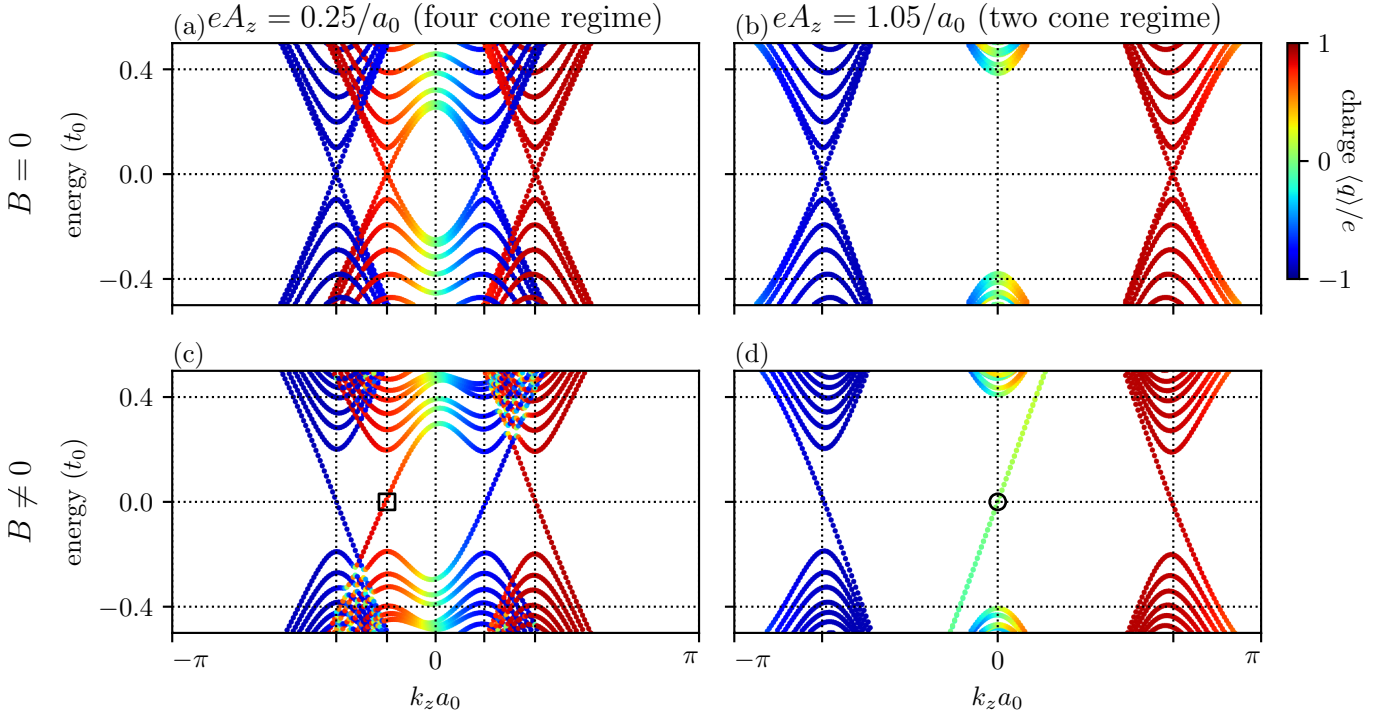 (a) eA_z = 0.25/a_0 (four cone regime)
(b) eA_z = 1.05/a_0 (two cone regime)
B = 0
energy (t_0)
0.4
0.0
−0.4
1
0
−1
charge ⟨q⟩/e
(c)
(d)
B ≠ 0
energy (t_0)
0.4
0.0
−0.4
−π 0 π
−π 0 π
k_z a_0
k_z a_0